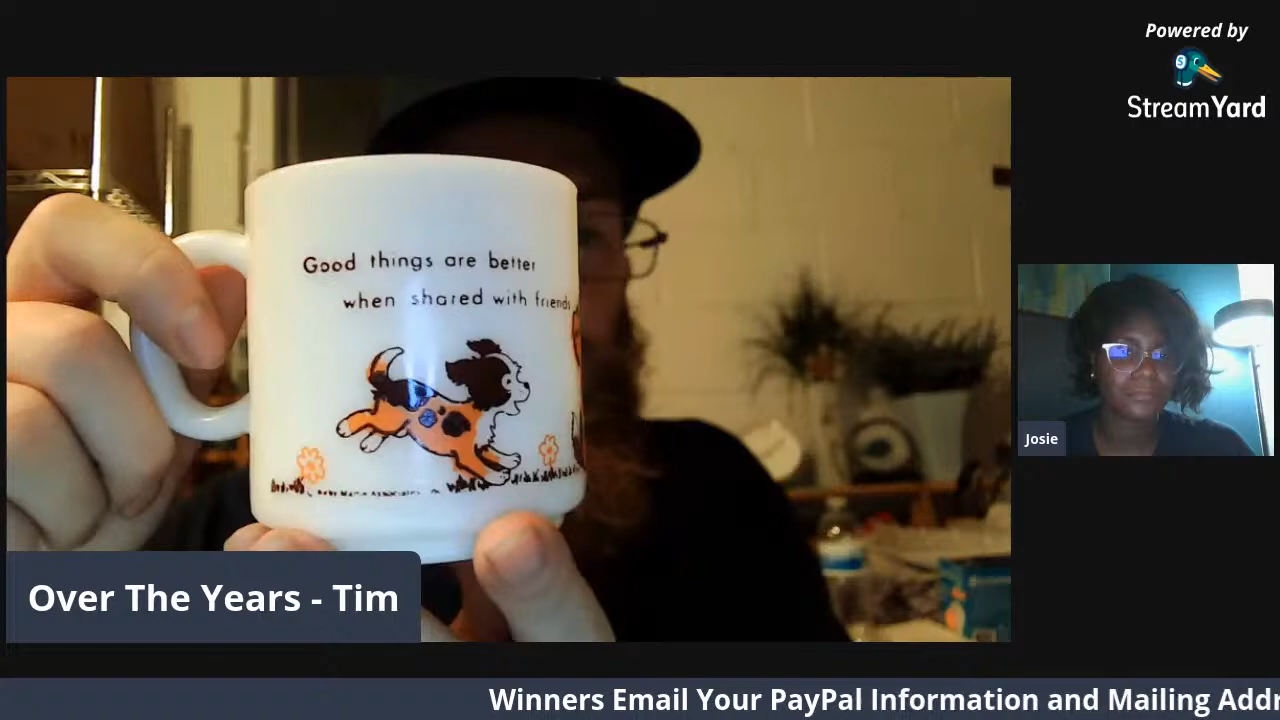 Powered by
StreamYard
Good things are better
when shared with friends
Josie
Over The Years - Tim
Winners Email Your PayPal Information and Mailing Addr